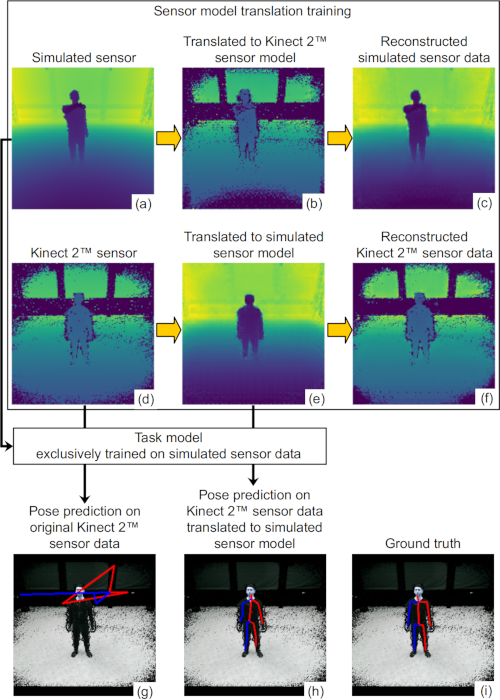 Sensor model translation training
Simulated sensor
Translated to Kinect 2™
sensor model
Reconstructed
simulated sensor data
(a)
(b)
(c)
Kinect 2™ sensor
Translated to simulated
sensor model
Reconstructed
Kinect 2™ sensor data
(d)
(e)
(f)
Task model
exclusively trained on simulated sensor data
Pose prediction on
original Kinect 2™
sensor data
Pose prediction on
Kinect 2™ sensor data
translated to simulated
sensor model
Ground truth
(g)
(h)
(i)